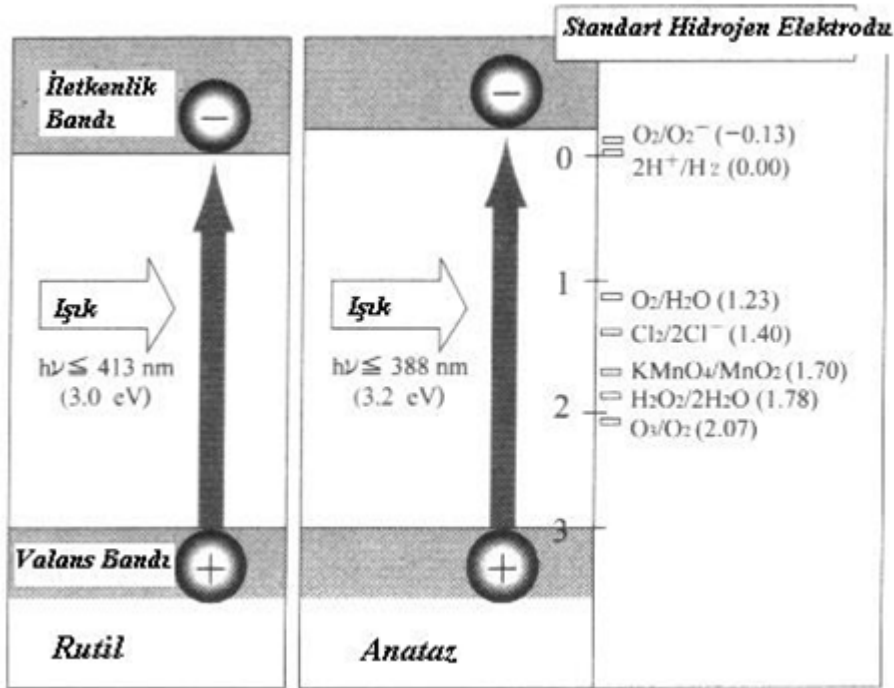 Standart Hidrojen Elektrodu
İletkenlik
Bandı
−
−
O₂/O₂⁻ (−0.13)
0
2H⁺/H₂ (0.00)
1
Işık
Işık
O₂/H₂O (1.23)
Cl₂/2Cl⁻ (1.40)
hν≦ 413 nm
(3.0 eV)
hν≦ 388 nm
(3.2 eV)
KMnO₄/MnO₂ (1.70)
H₂O₂/2H₂O (1.78)
2
O₃/O₂ (2.07)
3
Valans Bandı
+
+
Rutil
Anataz